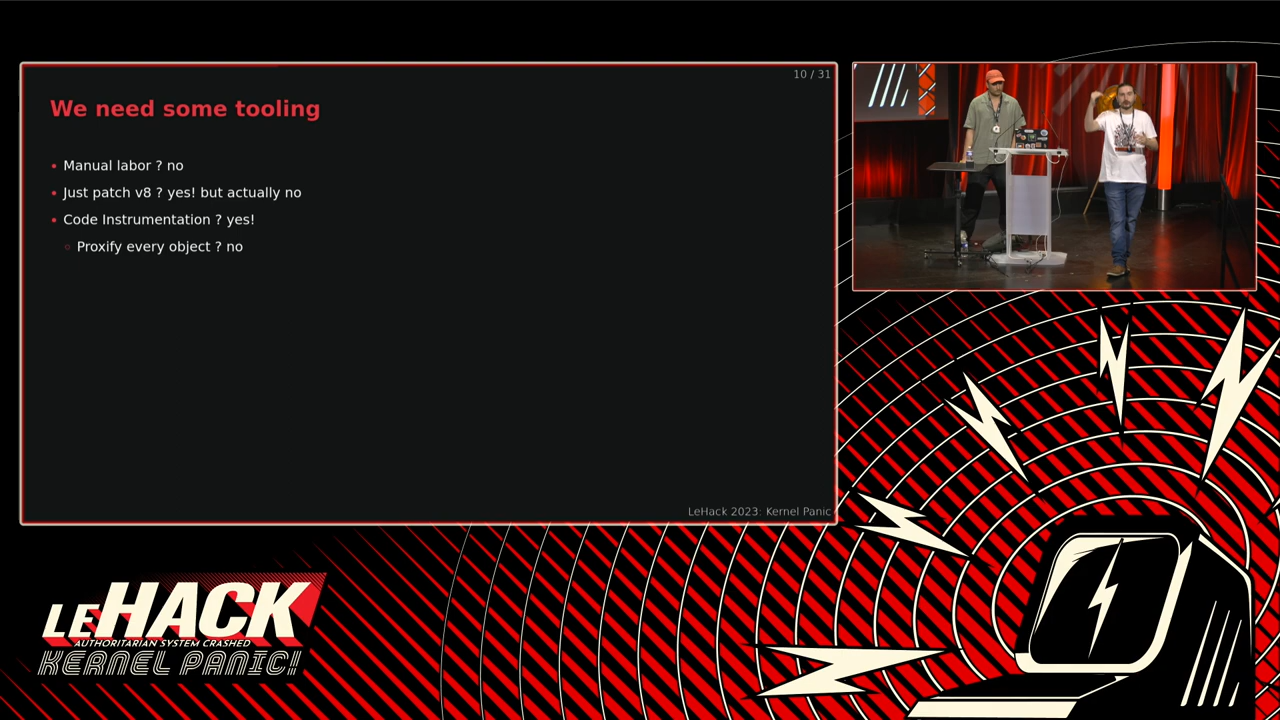 10 / 31
We need some tooling
Manual labor ? no
Just patch v8 ? yes! but actually no
Code Instrumentation ? yes!
Proxify every object ? no
LeHack 2023: Kernel Panic
LEHACK
AUTHORITARIAN SYSTEM CRASHED
KERNEL PANIC!